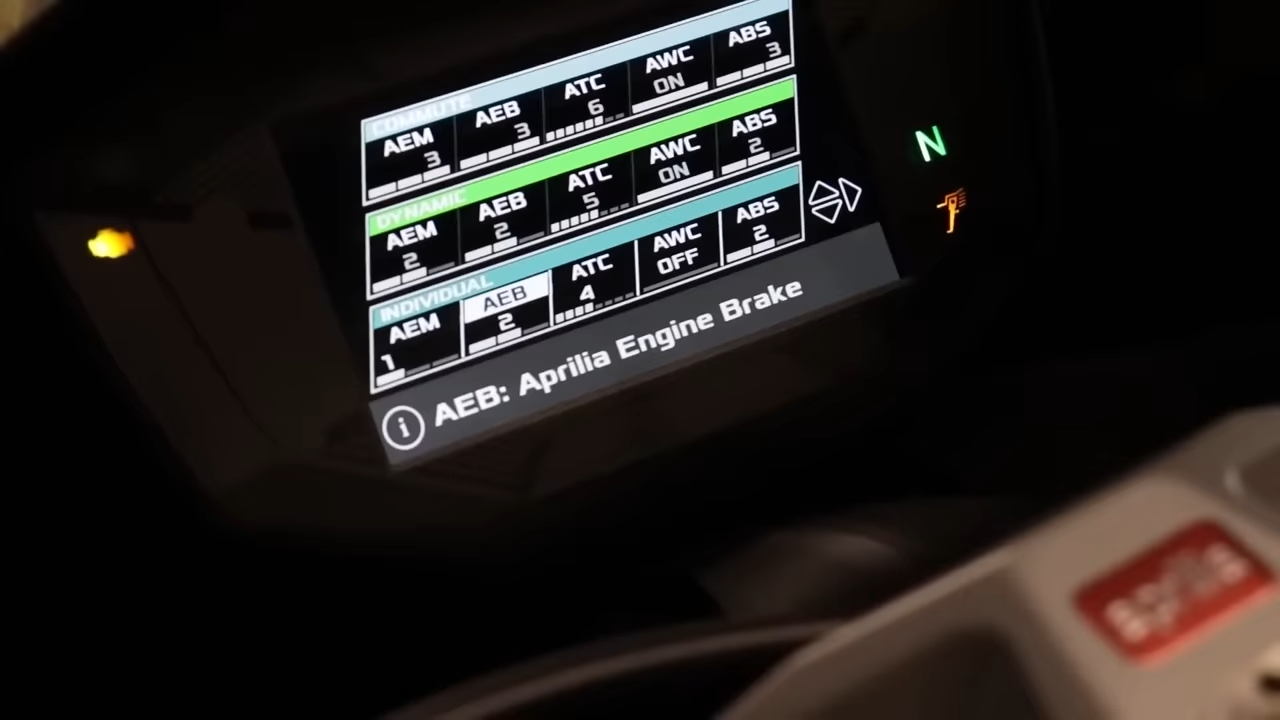 COMMUTE
AEM AEB ATC AWC ABS
3 3 6 ON 3
DYNAMIC
AEM AEB ATC AWC ABS
2 2 5 ON 2
INDIVIDUAL
AEM AEB ATC AWC ABS
1 2 4 OFF 2
i AEB: Aprilia Engine Brake
N
aprilia